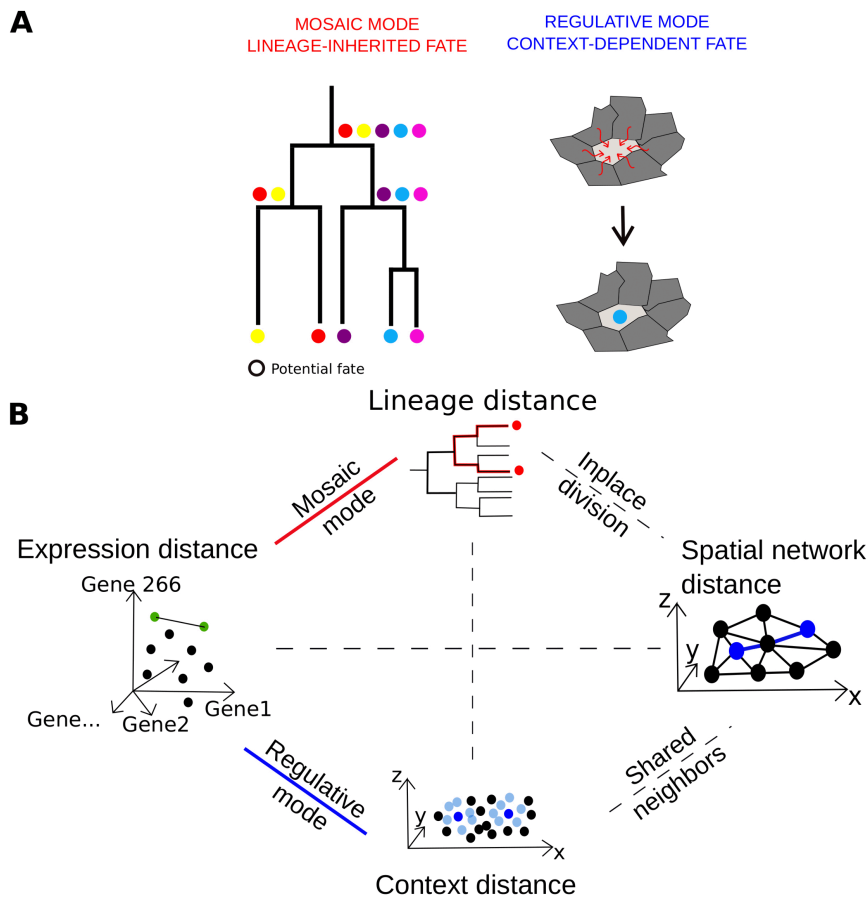 A
MOSAIC MODE
LINEAGE-INHERITED FATE
REGULATIVE MODE
CONTEXT-DEPENDENT FATE
Potential fate
B
Lineage distance
Mosaic
mode
Inplace
division
Expression distance
Gene 266
Gene...
Gene2
Gene1
Spatial network
distance
z
y
x
Regulative
mode
Shared
neighbors
z
y
x
Context distance